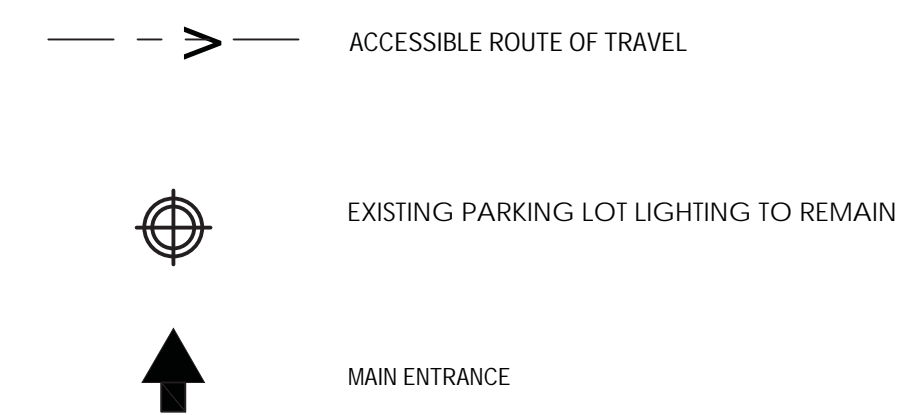 ACCESSIBLE ROUTE OF TRAVEL
EXISTING PARKING LOT LIGHTING TO REMAIN
MAIN ENTRANCE